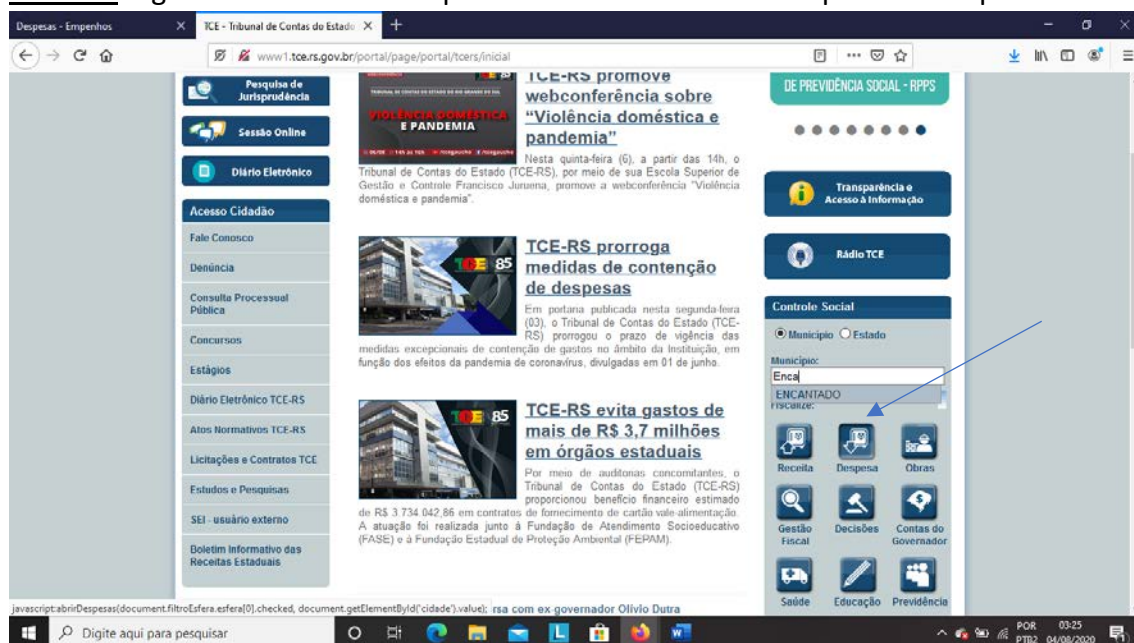 Despesas - Empenhos
TCE - Tribunal de Contas do Estado
www1.tce.rs.gov.br/portal/page/portal/tcers/inicial
Pesquisa de
Jurisprudência
Sessão Online
Diário Eletrônico
Acesso Cidadão
Fale Conosco
Denúncia
Consulta Processual
Pública
Concursos
Estágios
Diário Eletrônico TCE-RS
Atos Normativos TCE-RS
Licitações e Contratos TCE
Estudos e Pesquisas
SEI - usuário externo
Boletim Informativo das
Receitas Estaduais
VIOLÊNCIA DOMÉSTICA
E PANDEMIA
TCE-RS promove
webconferência sobre
“Violência doméstica e
pandemia”
Nesta quinta-feira (6), a partir das 14h, o
Tribunal de Contas do Estado (TCE-RS), por meio de sua Escola Superior de
Gestão e Controle Francisco Juruena, promove a webconferência “Violência
doméstica e pandemia”.
TCE 85
TCE-RS prorroga
medidas de contenção
de despesas
Em portaria publicada nesta segunda-feira
(03), o Tribunal de Contas do Estado (TCE-
RS) prorrogou o prazo de vigência das
medidas excepcionais de contenção de gastos no âmbito da Instituição, em
função dos efeitos da pandemia de coronavírus, divulgadas em 01 de junho.
TCE 85
TCE-RS evita gastos de
mais de R$ 3,7 milhões
em órgãos estaduais
Por meio de auditorias concomitantes, o
Tribunal de Contas do Estado (TCE-RS)
proporcionou benefício financeiro estimado
de R$ 3 734 042,86 em contratos de fornecimento de cartão vale-alimentação.
A atuação foi realizada junto à Fundação de Atendimento Socioeducativo
(FASE) e à Fundação Estadual de Proteção Ambiental (FEPAM).
rsa com ex governador Olívio Dutra
DE PREVIDÊNCIA SOCIAL - RPPS
Transparência e
Acesso à Informação
Rádio TCE
Controle Social
Município Estado
Município:
Enca
ENCANTADO
Fiscalize:
Receita Despesa Obras
Gestão
Fiscal
Decisões
Contas do
Governador
Saúde Educação Previdência
javascript:abrirDespesas(document.filtroEsfera.esfera[0].checked, document.getElementById('cidade').value);
Digite aqui para pesquisar
POR 03:25
PTB2 04/08/2020